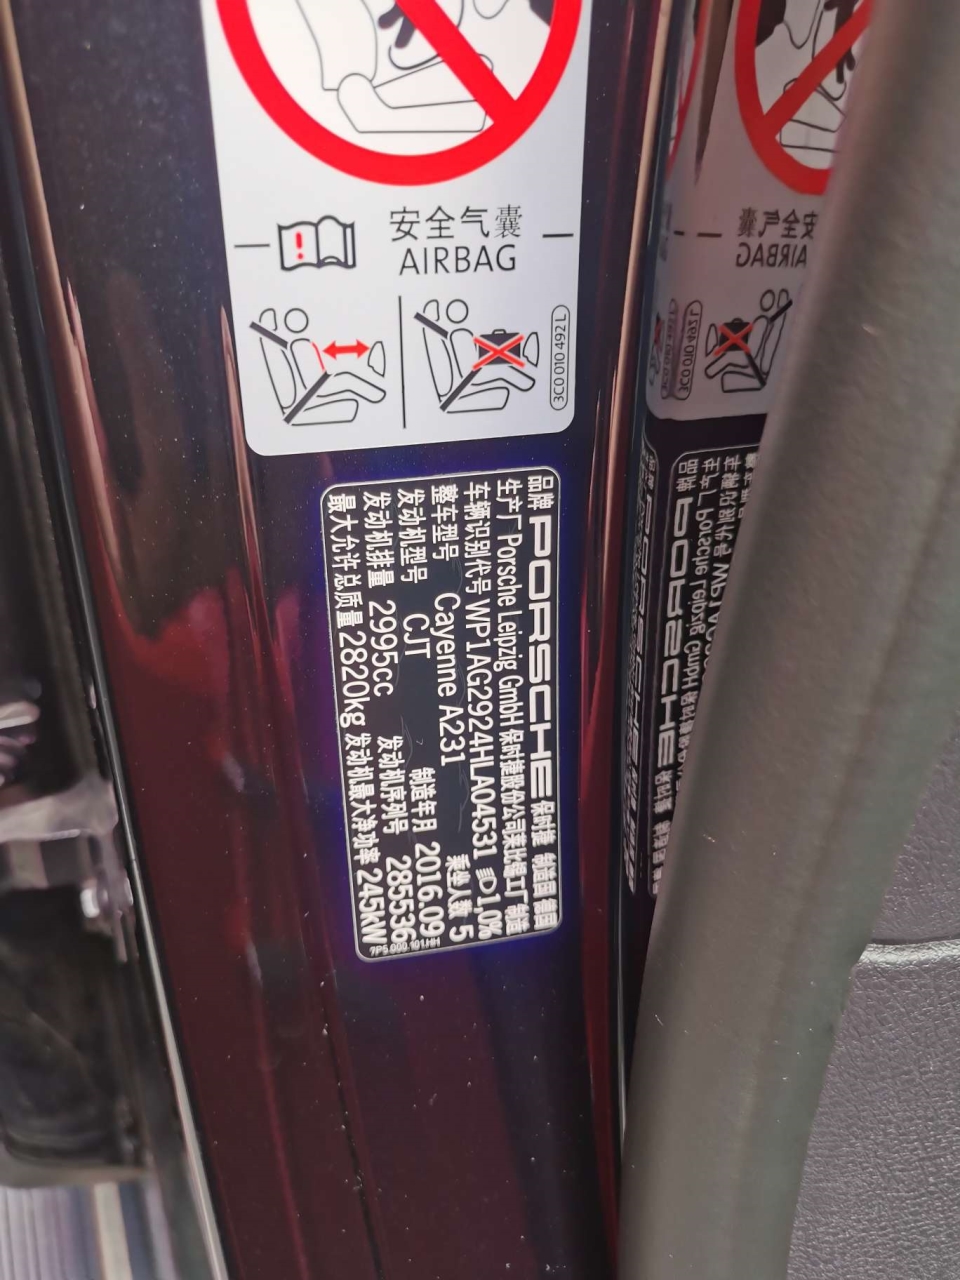 安全气囊
AIRBAG
3C0 010 492 L
品牌 PORSCHE 保时捷 制造国 德国
生产厂 Porsche Leipzig GmbH 保时捷股份公司莱比锡工厂 制造
车辆识别代号 WP1AG2924HLA04531 1,0%
整车型号 Cayenne A231 乘坐人数 5
发动机型号 CJT 制造年月 2016.09
发动机排量 2995cc 发动机序列号 285536
最大允许总质量 2820kg 发动机最大净功率 245kW
7P5.000.101.HH